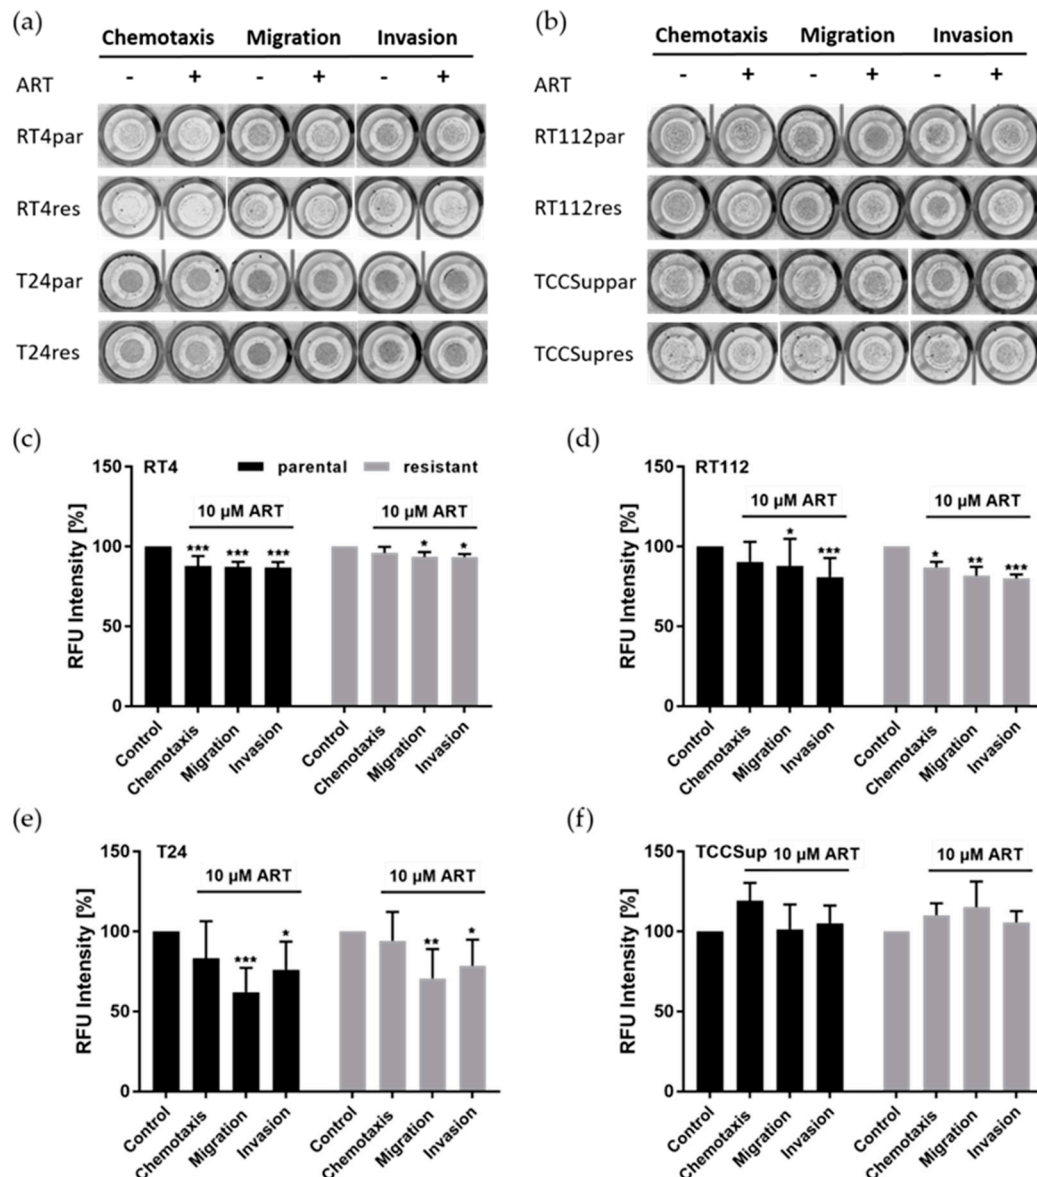 (a)
Chemotaxis Migration Invasion
ART - + - + - +
RT4par
RT4res
T24par
T24res
(b)
Chemotaxis Migration Invasion
ART - + - + - +
RT112par
RT112res
TCCSuppar
TCCSupres
(c)
RT4
parental resistant
10 µM ART 10 µM ART
*** *** *** * *
RFU Intensity [%]
150
100
50
0
Control Chemotaxis Migration Invasion Control Chemotaxis Migration Invasion
(d)
RT112
10 µM ART 10 µM ART
* *** * ** ***
RFU Intensity [%]
150
100
50
0
Control Chemotaxis Migration Invasion Control Chemotaxis Migration Invasion
(e)
T24
10 µM ART 10 µM ART
*** * ** *
RFU Intensity [%]
150
100
50
0
Control Chemotaxis Migration Invasion Control Chemotaxis Migration Invasion
(f)
TCCSup 10 µM ART 10 µM ART
RFU Intensity [%]
150
100
50
0
Control Chemotaxis Migration Invasion Control Chemotaxis Migration Invasion